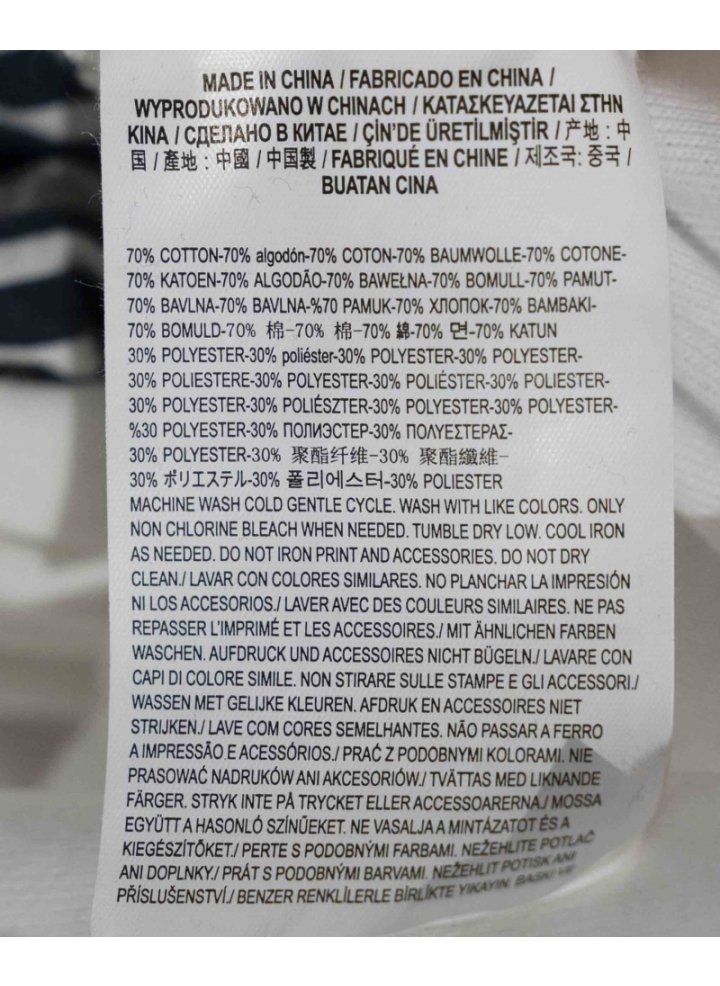 MADE IN CHINA / FABRICADO EN CHINA /
WYPRODUKOWANO W CHINACH / ΚΑΤΑΣΚΕΥΑΖΕΤΑΙ ΣΤΗΝ
ΚΙΝΑ / СДЕЛАНО В КИТАЕ / ÇİN'DE ÜRETİLMİŞTİR / 产地：中
国 / 產地：中國 / 中国製 / FABRIQUÉ EN CHINE / 제조국: 중국 /
BUATAN CINA
70% COTTON-70% algodón-70% COTON-70% BAUMWOLLE-70% COTONE-
70% KATOEN-70% ALGODÃO-70% BAWEŁNA-70% BOMULL-70% PAMUT-
70% BAVLNA-70% BAVLNA-%70 PAMUK-70% ХЛОПОК-70% ΒΑΜΒΑΚΙ-
70% BOMULD-70% 棉-70% 棉-70% 綿-70% 면-70% KATUN
30% POLYESTER-30% poliéster-30% POLYESTER-30% POLYESTER-
30% POLIESTERE-30% POLYESTER-30% POLIÉSTER-30% POLIESTER-
30% POLYESTER-30% POLIÉSZTER-30% POLYESTER-30% POLYESTER-
%30 POLYESTER-30% ПОЛИЭСТЕР-30% ΠΟΛΥΕΣΤΕΡΑΣ-
30% POLYESTER-30% 聚酯纤维-30% 聚酯纖維-
30% ポリエステル-30% 폴리에스터-30% POLIESTER
MACHINE WASH COLD GENTLE CYCLE. WASH WITH LIKE COLORS. ONLY
NON CHLORINE BLEACH WHEN NEEDED. TUMBLE DRY LOW. COOL IRON
AS NEEDED. DO NOT IRON PRINT AND ACCESSORIES. DO NOT DRY
CLEAN./ LAVAR CON COLORES SIMILARES. NO PLANCHAR LA IMPRESIÓN
NI LOS ACCESORIOS./ LAVER AVEC DES COULEURS SIMILAIRES. NE PAS
REPASSER L'IMPRIMÉ ET LES ACCESSOIRES./ MIT ÄHNLICHEN FARBEN
WASCHEN. AUFDRUCK UND ACCESSOIRES NICHT BÜGELN./ LAVARE CON
CAPI DI COLORE SIMILE. NON STIRARE SULLE STAMPE E GLI ACCESSORI./
WASSEN MET GELIJKE KLEUREN. AFDRUK EN ACCESSOIRES NIET
STRIJKEN./ LAVE COM CORES SEMELHANTES. NÃO PASSAR A FERRO
A IMPRESSÃO E ACESSÓRIOS./ PRAĆ Z PODOBNYMI KOLORAMI. NIE
PRASOWAĆ NADRUKÓW ANI AKCESORIÓW./ TVÄTTAS MED LIKNANDE
FÄRGER. STRYK INTE PÅ TRYCKET ELLER ACCESSOARERNA./ MOSSA
EGYÜTT A HASONLÓ SZÍNŰEKET. NE VASALJA A MINTÁZATOT ÉS A
KIEGÉSZÍTŐKET./ PERTE S PODOBNÝMI FARBAMI. NEŽEHLITE POTLAČ
ANI DOPLNKY./ PRÁT S PODOBNÝMI BARVAMI. NEŽEHLIT POTISK ANI
PŘÍSLUŠENSTVÍ./ BENZER RENKLİLERLE BİRLİKTE YIKAYIN. BASKI VE